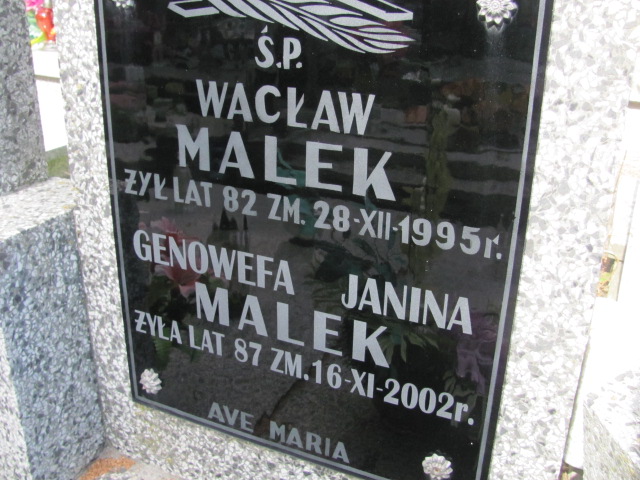 Ś.P.
WACŁAW
MALEK
ŻYŁ LAT 82 ZM. 28-XII-1995r.
GENOWEFA JANINA
MALEK
ŻYŁA LAT 87 ZM. 16-XI-2002r.
AVE MARIA